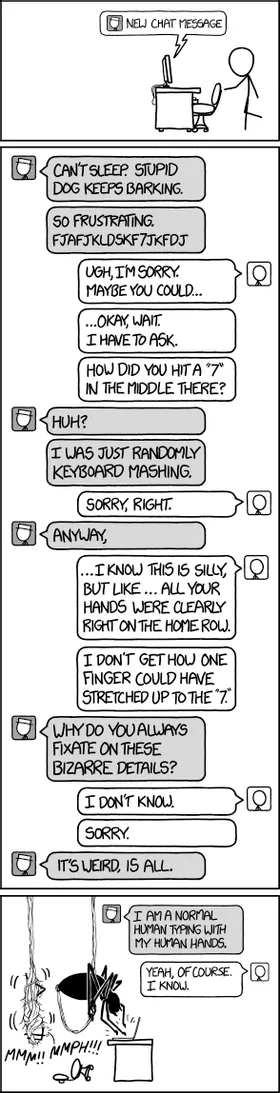 NEW CHAT MESSAGE
CAN'T SLEEP. STUPID
DOG KEEPS BARKING.
SO FRUSTRATING.
FJAFJKLDSKF7JKFDJ
UGH, I'M SORRY.
MAYBE YOU COULD...
...OKAY, WAIT.
I HAVE TO ASK.
HOW DID YOU HIT A "7"
IN THE MIDDLE THERE?
HUH?
I WAS JUST RANDOMLY
KEYBOARD MASHING.
SORRY, RIGHT.
ANYWAY,
...I KNOW THIS IS SILLY,
BUT LIKE ... ALL YOUR
HANDS WERE CLEARLY
RIGHT ON THE HOME ROW.
I DON'T GET HOW ONE
FINGER COULD HAVE
STRETCHED UP TO THE "7."
WHY DO YOU ALWAYS
FIXATE ON THESE
BIZARRE DETAILS?
I DON'T KNOW.
SORRY.
IT'S WEIRD, IS ALL.
I AM A NORMAL
HUMAN TYPING WITH
MY HUMAN HANDS.
YEAH, OF COURSE.
I KNOW.
MMM!! MMPH!!!